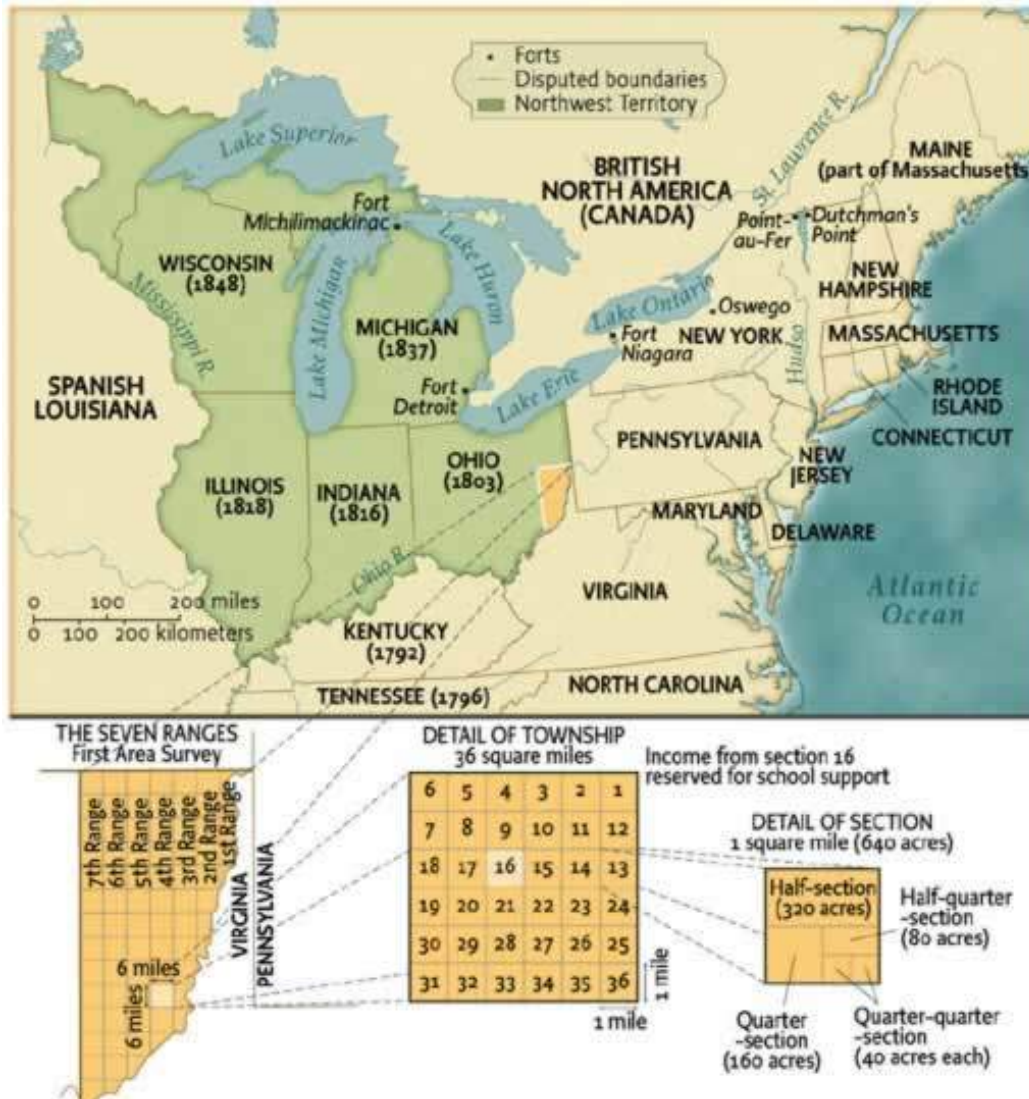 Forts
Disputed boundaries
Northwest Territory
Lake Superior
St. Lawrence R.
BRITISH
NORTH AMERICA
(CANADA)
MAINE
(part of Massachusetts)
Fort
Michilimackinac
Point-
au-Fer
Dutchman's
Point
WISCONSIN
(1848)
Lake Huron
Lake Michigan
Mississippi R.
NEW
HAMPSHIRE
Lake Ontario
Oswego
MICHIGAN
(1837)
Fort
Niagara
NEW YORK
Hudso
MASSACHUSETTS
SPANISH
LOUISIANA
Fort
Detroit
Lake Erie
RHODE
ISLAND
CONNECTICUT
PENNSYLVANIA
NEW
JERSEY
OHIO
(1803)
ILLINOIS
(1818)
INDIANA
(1816)
MARYLAND
DELAWARE
Ohio R.
VIRGINIA
Atlantic
Ocean
0 100 200 miles
0 100 200 kilometers
KENTUCKY
(1792)
TENNESSEE (1796)
NORTH CAROLINA
THE SEVEN RANGES
First Area Survey
7th Range
6th Range
5th Range
4th Range
3rd Range
2nd Range
1st Range
VIRGINIA
PENNSYLVANIA
6 miles
6 miles
DETAIL OF TOWNSHIP
36 square miles
Income from section 16
reserved for school support
6 5 4 3 2 1
7 8 9 10 11 12
18 17 16 15 14 13
19 20 21 22 23 24
30 29 28 27 26 25
31 32 33 34 35 36
1 mile
1 mile
DETAIL OF SECTION
1 square mile (640 acres)
Half-section
(320 acres)
Half-quarter
-section
(80 acres)
Quarter
-section
(160 acres)
Quarter-quarter
-section
(40 acres each)